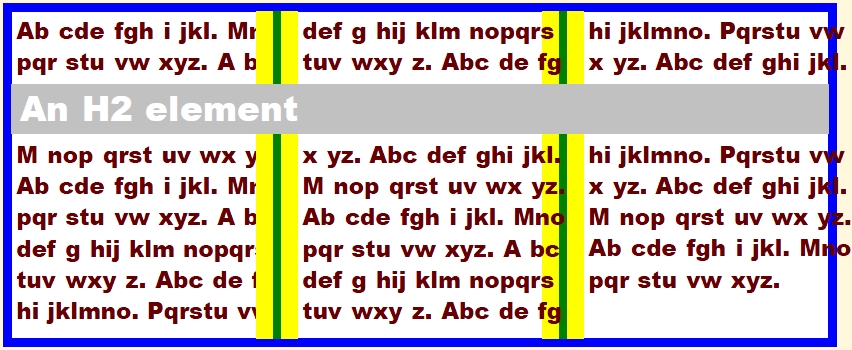 Ab cde fgh i jkl. M
pqr stu vw xyz. A b
def g hij klm nopqrs
tuv wxy z. Abc de fg
hi jklmno. Pqrstu vw
x yz. Abc def ghi jkl.
An H2 element
M nop qrst uv wx y
Ab cde fgh i jkl. M
pqr stu vw xyz. A b
def g hij klm nopqr
tuv wxy z. Abc de f
hi jklmno. Pqrstu v
x yz. Abc def ghi jkl.
M nop qrst uv wx yz.
Ab cde fgh i jkl. Mno
pqr stu vw xyz. A bc
def g hij klm nopqrs
tuv wxy z. Abc de fg
hi jklmno. Pqrstu vw
x yz. Abc def ghi jkl.
M nop qrst uv wx yz.
Ab cde fgh i jkl. Mno
pqr stu vw xyz.